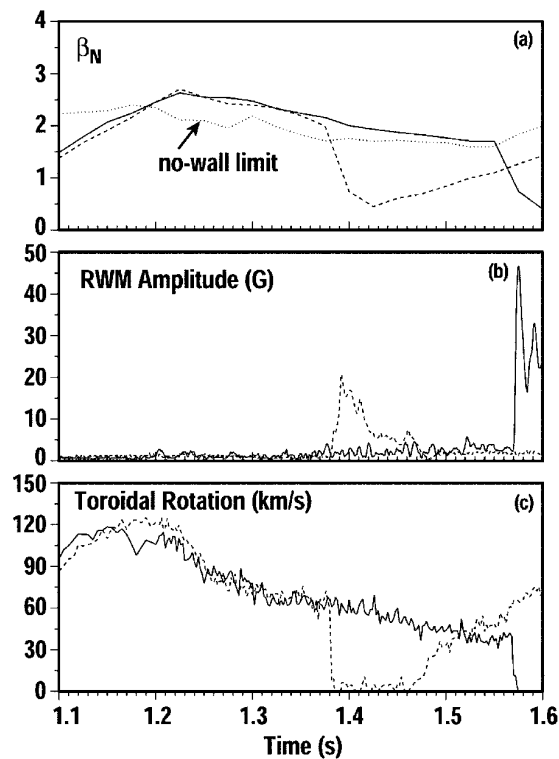 4
3
2
1
0
β_N
(a)
no-wall limit
50
40
30
20
10
0
RWM Amplitude (G)
(b)
150
120
90
60
30
0
Toroidal Rotation (km/s)
(c)
1.1 1.2 1.3 1.4 1.5 1.6
Time (s)